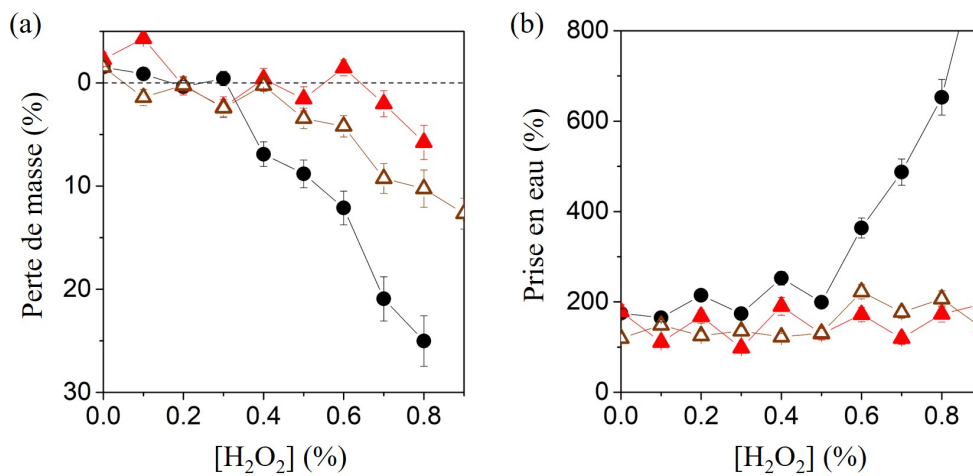 (a)
Perte de masse (%)
0
10
20
30
0.0 0.2 0.4 0.6 0.8
[H₂O₂] (%)
(b)
Prise en eau (%)
800
600
400
200
0
0.0 0.2 0.4 0.6 0.8
[H₂O₂] (%)